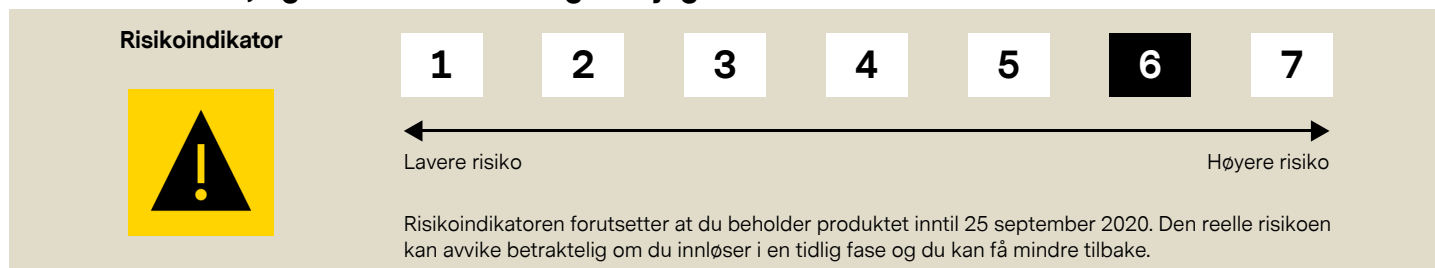 Risikoindikator
1 2 3 4 5 6 7
Lavere risiko Høyere risiko
Risikoindikatoren forutsetter at du beholder produktet inntil 25 september 2020. Den reelle risikoen
kan avvike betraktelig om du innløser i en tidlig fase og du kan få mindre tilbake.